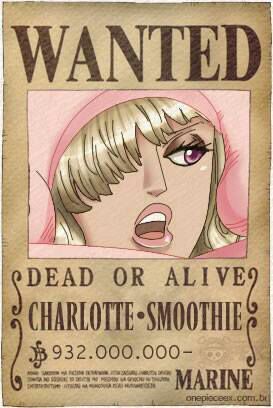 WANTED
DEAD OR ALIVE
CHARLOTTE•SMOOTHIE
฿ 932.000.000-
MARINE
onepieceex.com.br